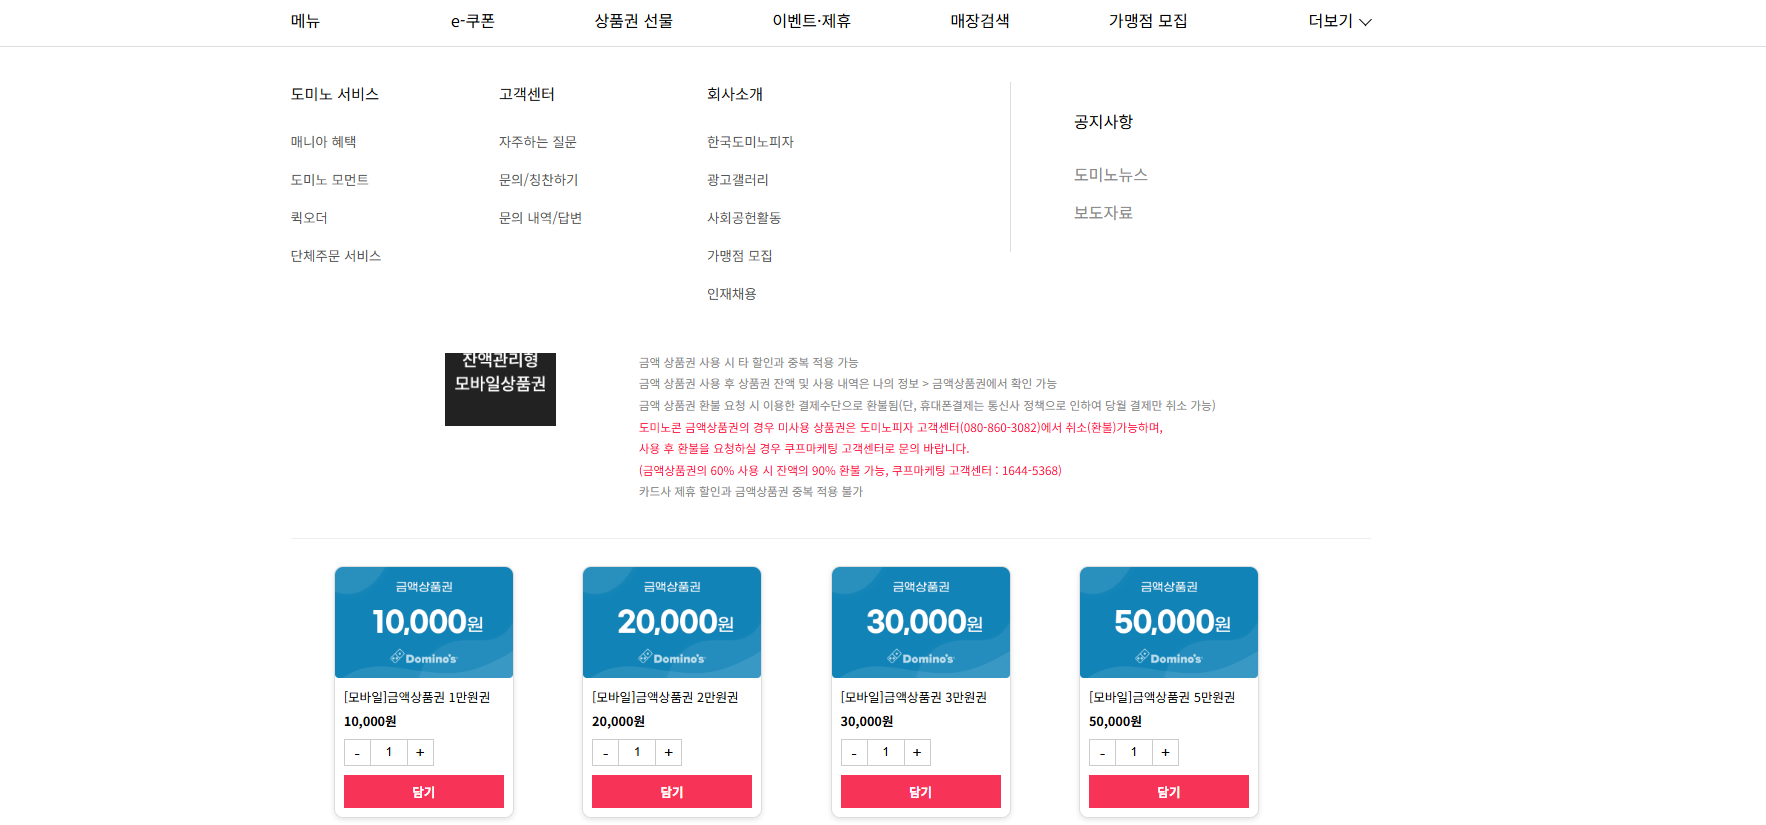 메뉴
e-쿠폰
상품권 선물
이벤트·제휴
매장검색
가맹점 모집
더보기
도미노 서비스
매니아 혜택
도미노 모먼트
퀵오더
단체주문 서비스
고객센터
자주하는 질문
문의/칭찬하기
문의 내역/답변
회사소개
한국도미노피자
광고갤러리
사회공헌활동
가맹점 모집
인재채용
공지사항
도미노뉴스
보도자료
잔액관리형
모바일상품권
금액 상품권 사용 시 타 할인과 중복 적용 가능
금액 상품권 사용 후 상품권 잔액 및 사용 내역은 나의 정보 > 금액상품권에서 확인 가능
금액 상품권 환불 요청 시 이용한 결제수단으로 환불됨(단, 휴대폰결제는 통신사 정책으로 인하여 당월 결제만 취소 가능)
도미노콘 금액상품권의 경우 미사용 상품권은 도미노피자 고객센터(080-860-3082)에서 취소(환불)가능하며,
사용 후 환불을 요청하실 경우 쿠프마케팅 고객센터로 문의 바랍니다.
(금액상품권의 60% 사용 시 잔액의 90% 환불 가능, 쿠프마케팅 고객센터 : 1644-5368)
카드사 제휴 할인과 금액상품권 중복 적용 불가
금액상품권
10,000원
Domino's
[모바일]금액상품권 1만원권
10,000원
- 1 +
담기
금액상품권
20,000원
Domino's
[모바일]금액상품권 2만원권
20,000원
- 1 +
담기
금액상품권
30,000원
Domino's
[모바일]금액상품권 3만원권
30,000원
- 1 +
담기
금액상품권
50,000원
Domino's
[모바일]금액상품권 5만원권
50,000원
- 1 +
담기